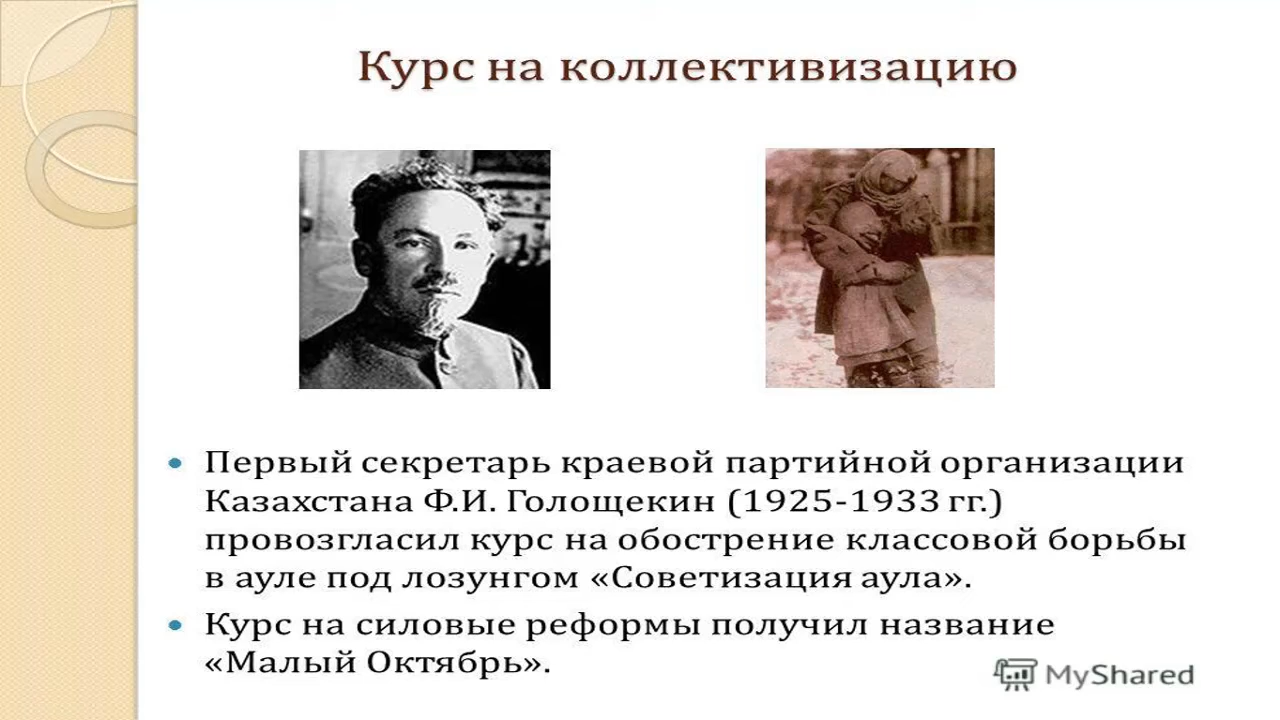 Курс на коллективизацию
• Первый секретарь краевой партийной организации
Казахстана Ф.И. Голощекин (1925-1933 гг.)
провозгласил курс на обострение классовой борьбы
в ауле под лозунгом «Советизация аула».
• Курс на силовые реформы получил название
«Малый Октябрь».
MyShared